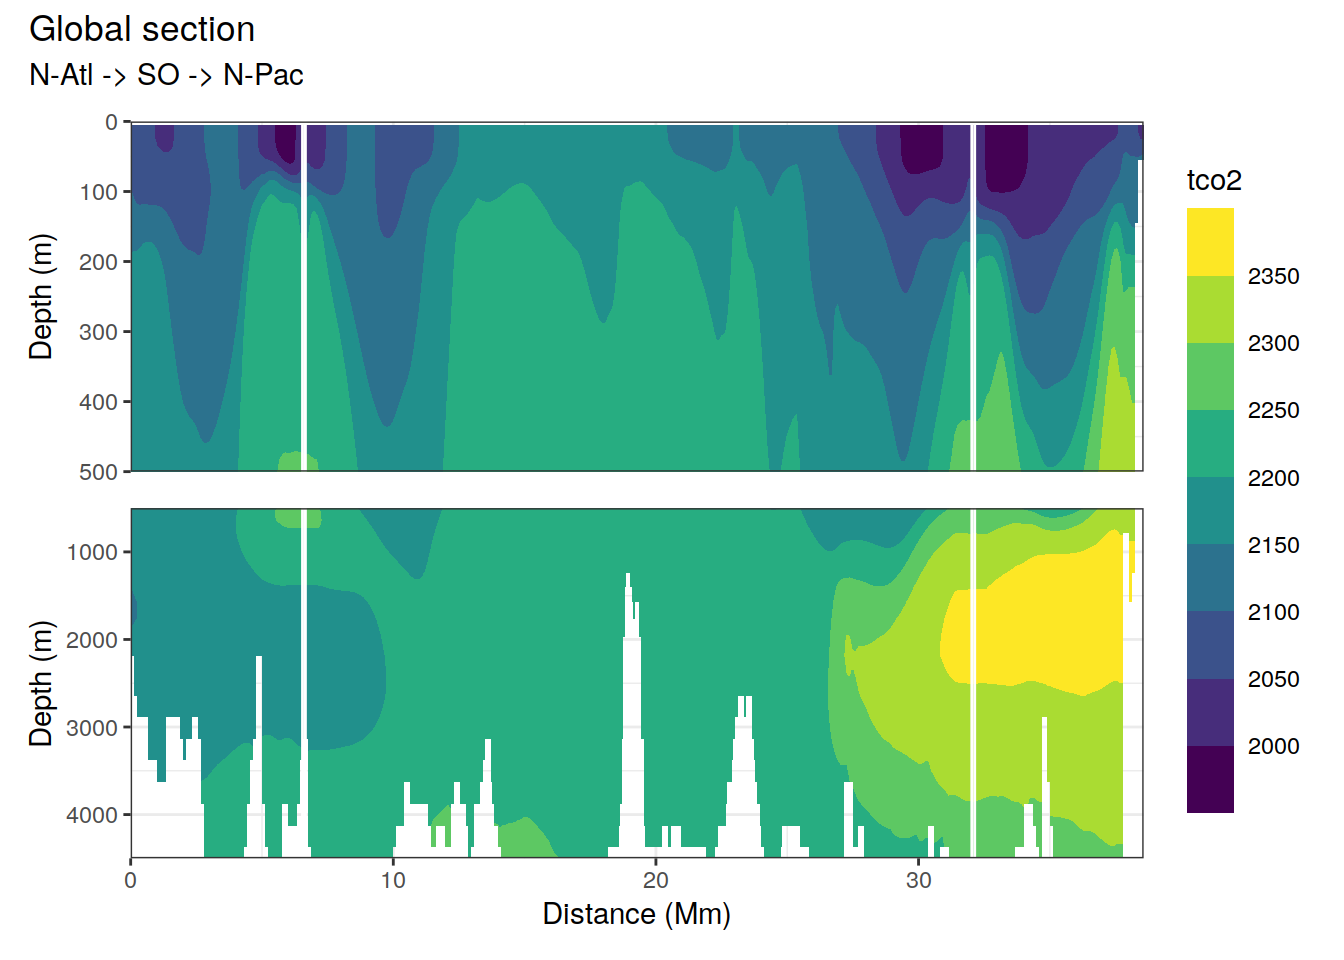 Global section
N-Atl -> SO -> N-Pac
Depth (m)
0
100
200
300
400
500
Depth (m)
1000
2000
3000
4000
0 10 20 30
Distance (Mm)
tco2
2350
2300
2250
2200
2150
2100
2050
2000